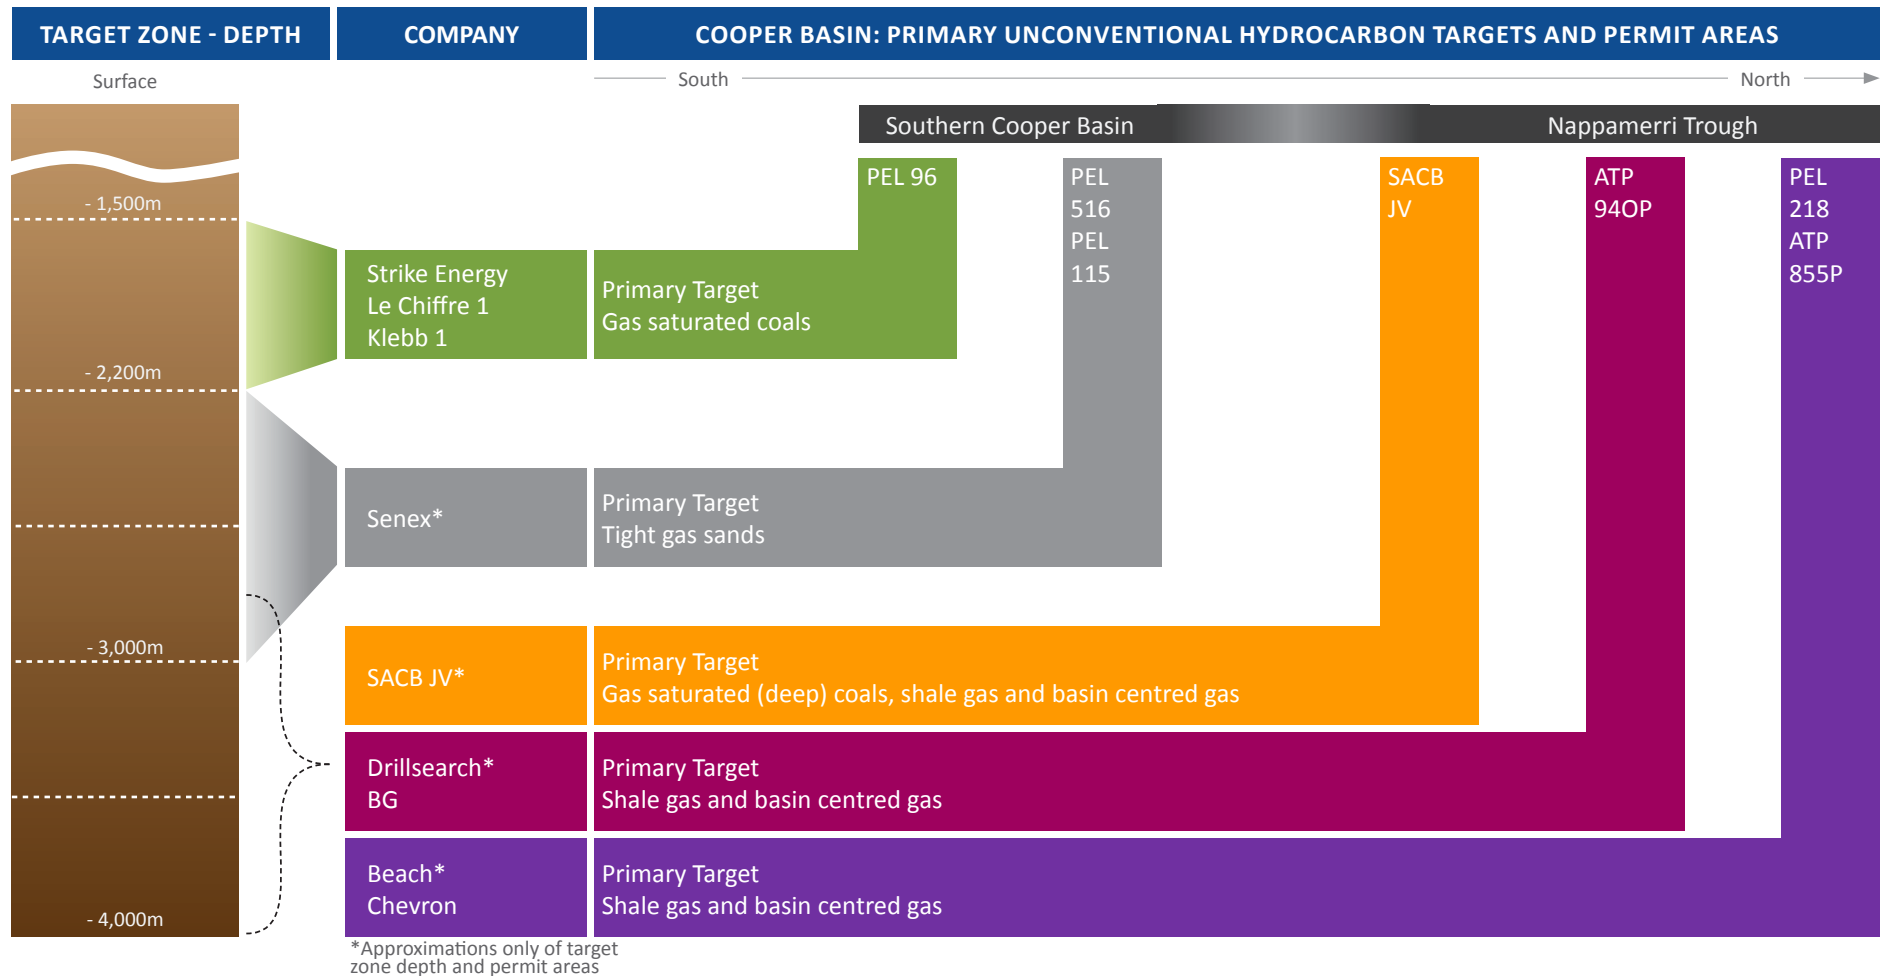 TARGET ZONE - DEPTH
COMPANY
COOPER BASIN: PRIMARY UNCONVENTIONAL HYDROCARBON TARGETS AND PERMIT AREAS
Surface
South
North
Southern Cooper Basin
Nappamerri Trough
PEL 96
PEL
516
PEL
115
SACB
JV
ATP
94OP
PEL
218
ATP
855P
- 1,500m
Strike Energy
Le Chiffre 1
Klebb 1
Primary Target
Gas saturated coals
- 2,200m
Senex*
Primary Target
Tight gas sands
- 3,000m
SACB JV*
Primary Target
Gas saturated (deep) coals, shale gas and basin centred gas
Drillsearch*
BG
Primary Target
Shale gas and basin centred gas
Beach*
Chevron
Primary Target
Shale gas and basin centred gas
- 4,000m
*Approximations only of target
zone depth and permit areas